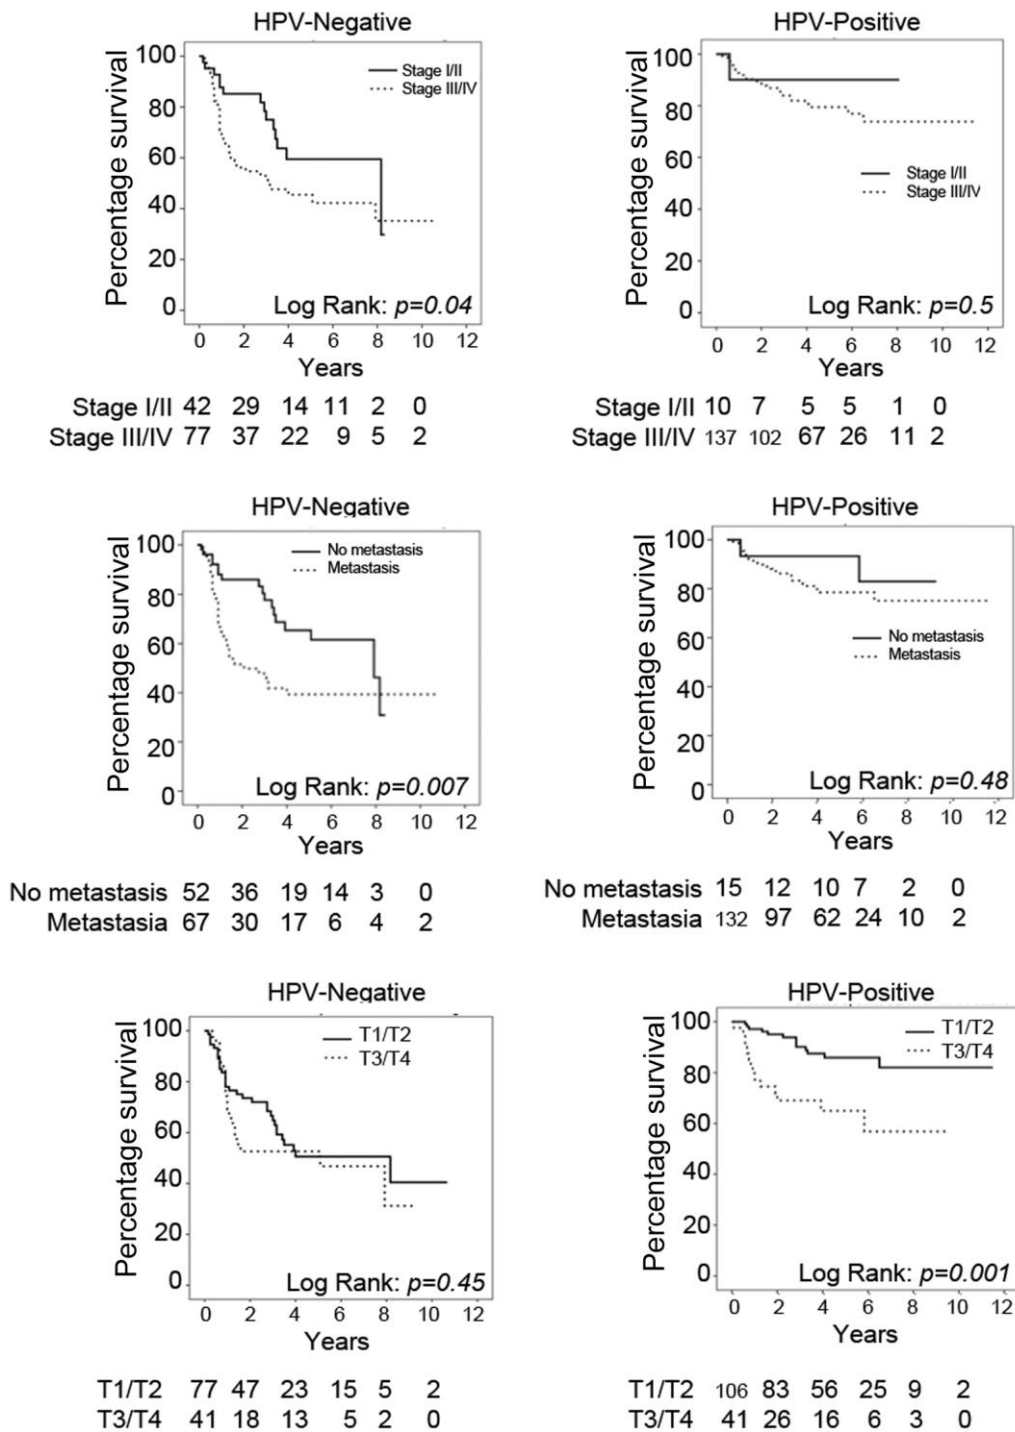 HPV-Negative
Percentage survival
100
80
60
40
20
0
Stage I/II
Stage III/IV
Log Rank: p=0.04
0 2 4 6 8 10 12
Years
Stage I/II 42 29 14 11 2 0
Stage III/IV 77 37 22 9 5 2
HPV-Positive
Percentage survival
100
80
60
40
20
0
Stage I/II
Stage III/IV
Log Rank: p=0.5
0 2 4 6 8 10 12
Years
Stage I/II 10 7 5 5 1 0
Stage III/IV 137 102 67 26 11 2
HPV-Negative
Percentage survival
100
80
60
40
20
0
No metastasis
Metastasis
Log Rank: p=0.007
0 2 4 6 8 10 12
Years
No metastasis 52 36 19 14 3 0
Metastasia 67 30 17 6 4 2
HPV-Positive
Percentage survival
100
80
60
40
20
0
No metastasis
Metastasis
Log Rank: p=0.48
0 2 4 6 8 10 12
Years
No metastasis 15 12 10 7 2 0
Metastasia 132 97 62 24 10 2
HPV-Negative
Percentage survival
100
80
60
40
20
0
T1/T2
T3/T4
Log Rank: p=0.45
0 2 4 6 8 10 12
Years
T1/T2 77 47 23 15 5 2
T3/T4 41 18 13 5 2 0
HPV-Positive
Percentage survival
100
80
60
40
20
0
T1/T2
T3/T4
Log Rank: p=0.001
0 2 4 6 8 10 12
Years
T1/T2 106 83 56 25 9 2
T3/T4 41 26 16 6 3 0